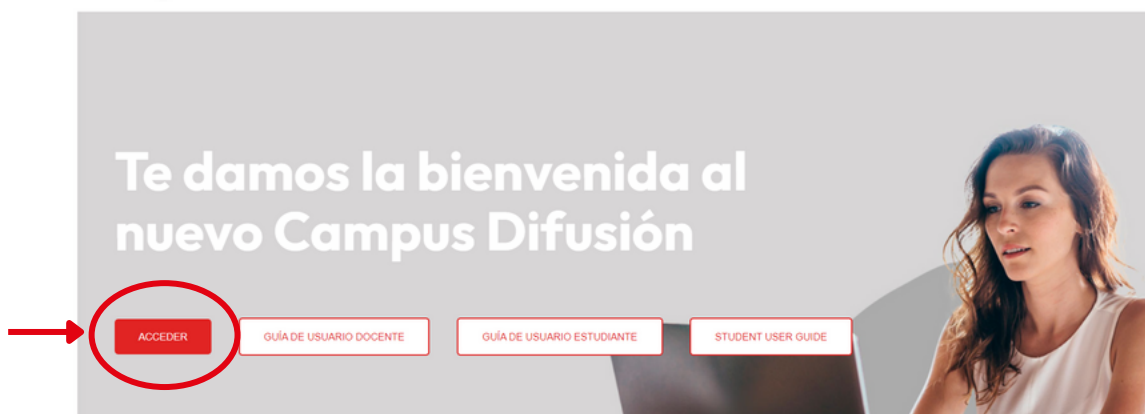 Te damos la bienvenida al
nuevo Campus Difusión
ACCEDER
GUÍA DE USUARIO DOCENTE
GUÍA DE USUARIO ESTUDIANTE
STUDENT USER GUIDE